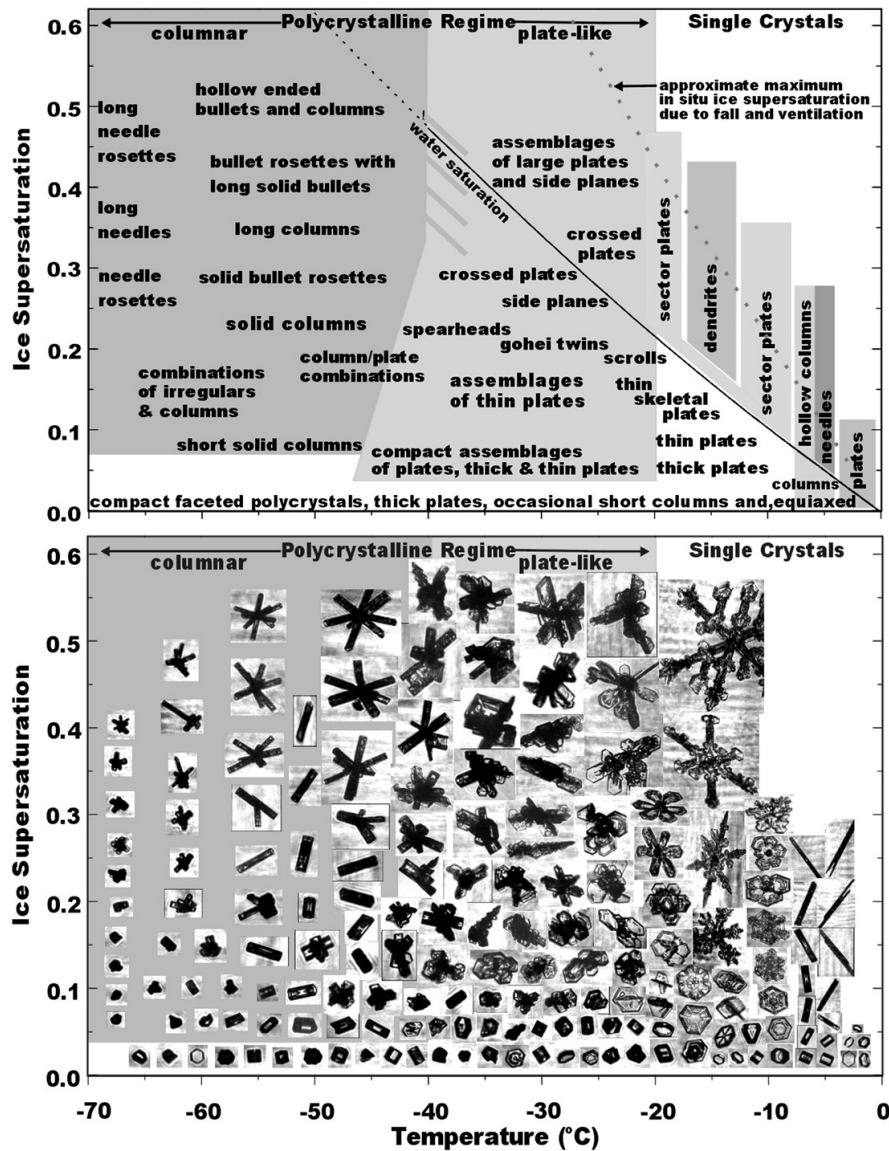 Polycrystalline Regime
Single Crystals
columnar
plate-like
hollow ended
bullets and columns
long
needle
rosettes
bullet rosettes with
long solid bullets
long
needles
long columns
needle
rosettes
solid bullet rosettes
solid columns
combinations
of irregulars
& columns
column/plate
combinations
short solid columns
water saturation
assemblages
of large plates
and side planes
crossed
plates
crossed plates
side planes
spearheads
gohei twins
scrolls
assemblages
of thin plates
thin
skeletal
plates
compact assemblages
of plates, thick & thin plates
thin plates
thick plates
approximate maximum
in situ ice supersaturation
due to fall and ventilation
sector plates
dendrites
sector plates
hollow columns
needles
plates
columns
compact faceted polycrystals, thick plates, occasional short columns and,equiaxed
Ice Supersaturation
0.6
0.5
0.4
0.3
0.2
0.1
0.0
Polycrystalline Regime
Single Crystals
columnar
plate-like
Ice Supersaturation
0.6
0.5
0.4
0.3
0.2
0.1
0.0
-70 -60 -50 -40 -30 -20 -10 0
Temperature (°C)